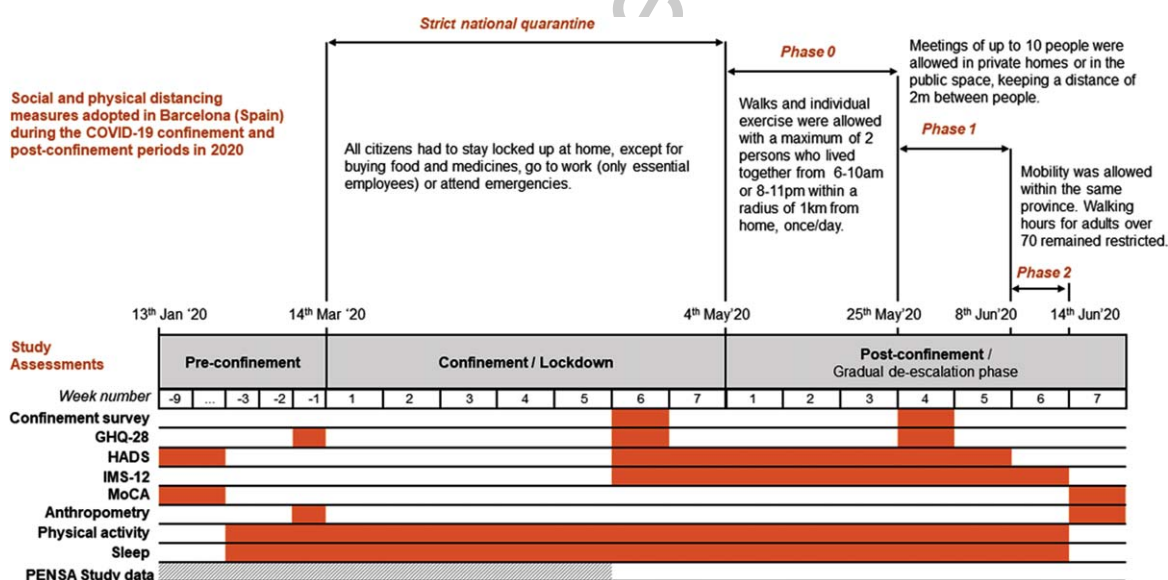 Strict national quarantine
Phase 0
Meetings of up to 10 people were
allowed in private homes or in the
public space, keeping a distance of
2m between people.
Social and physical distancing
measures adopted in Barcelona (Spain)
during the COVID-19 confinement and
post-confinement periods in 2020
All citizens had to stay locked up at home, except for
buying food and medicines, go to work (only essential
employees) or attend emergencies.
Walks and individual
exercise were allowed
with a maximum of 2
persons who lived
together from 6-10am
or 8-11pm within a
radius of 1km from
home, once/day.
Phase 1
Mobility was allowed
within the same
province. Walking
hours for adults over
70 remained restricted.
Phase 2
13th Jan '20 14th Mar '20 4th May'20 25th May'20 8th Jun'20 14th Jun'20
Study
Assessments
Pre-confinement
Confinement / Lockdown
Post-confinement /
Gradual de-escalation phase
Week number -9 ... -3 -2 -1 1 2 3 4 5 6 7 1 2 3 4 5 6 7
Confinement survey
GHQ-28
HADS
IMS-12
MoCA
Anthropometry
Physical activity
Sleep
PENSA Study data